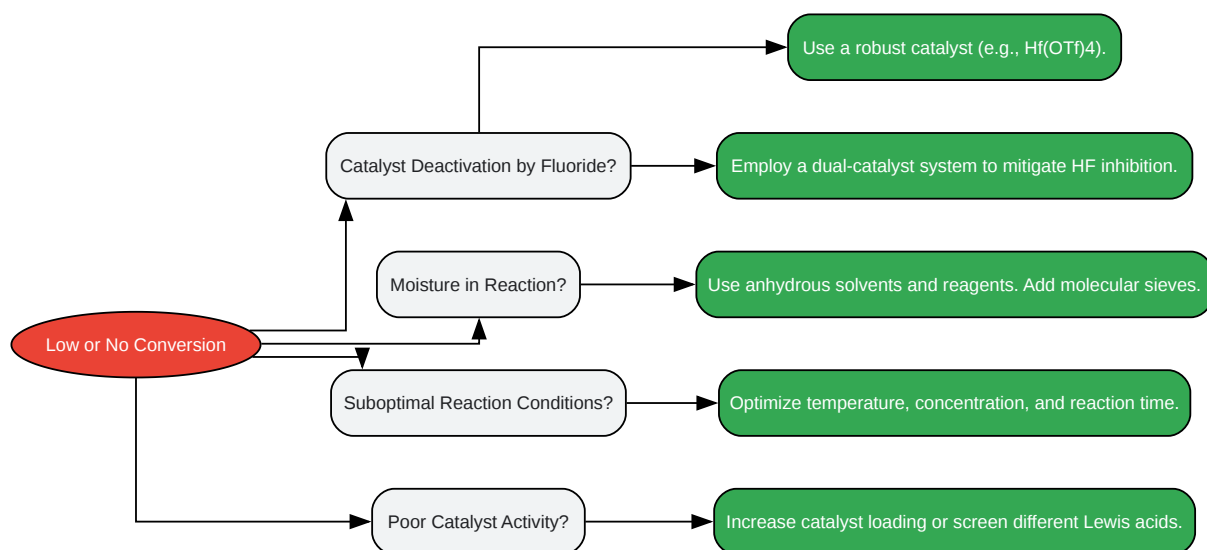 Use a robust catalyst (e.g., Hf(OTf)4).
Catalyst Deactivation by Fluoride?
Employ a dual-catalyst system to mitigate HF inhibition.
Moisture in Reaction?
Use anhydrous solvents and reagents. Add molecular sieves.
Low or No Conversion
Suboptimal Reaction Conditions?
Optimize temperature, concentration, and reaction time.
Poor Catalyst Activity?
Increase catalyst loading or screen different Lewis acids.